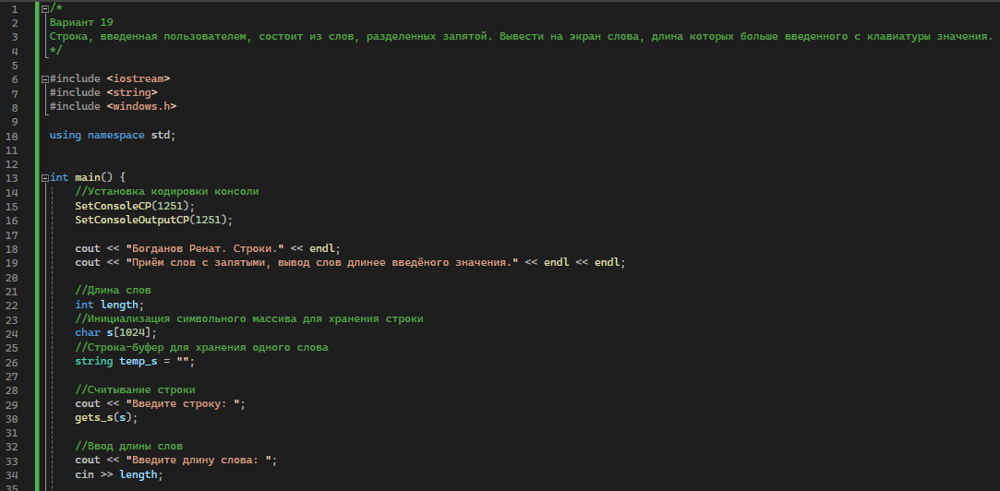 1 /*
2 Вариант 19
3 Строка, введенная пользователем, состоит из слов, разделенных запятой. Вывести на экран слова, длина которых больше введенного с клавиатуры значения.
4 */
5
6 #include <iostream>
7 #include <string>
8 #include <windows.h>
9
10 using namespace std;
11
12
13 int main() {
14     //Установка кодировки консоли
15     SetConsoleCP(1251);
16     SetConsoleOutputCP(1251);
17
18     cout << "Богданов Ренат. Строки." << endl;
19     cout << "Приём слов с запятыми, вывод слов длинее введёного значения." << endl << endl;
20
21     //Длина слов
22     int length;
23     //Инициализация символьного массива для хранения строки
24     char s[1024];
25     //Строка-буфер для хранения одного слова
26     string temp_s = "";
27
28     //Считывание строки
29     cout << "Введите строку: ";
30     gets_s(s);
31
32     //Ввод длины слов
33     cout << "Введите длину слова: ";
34     cin >> length;
35